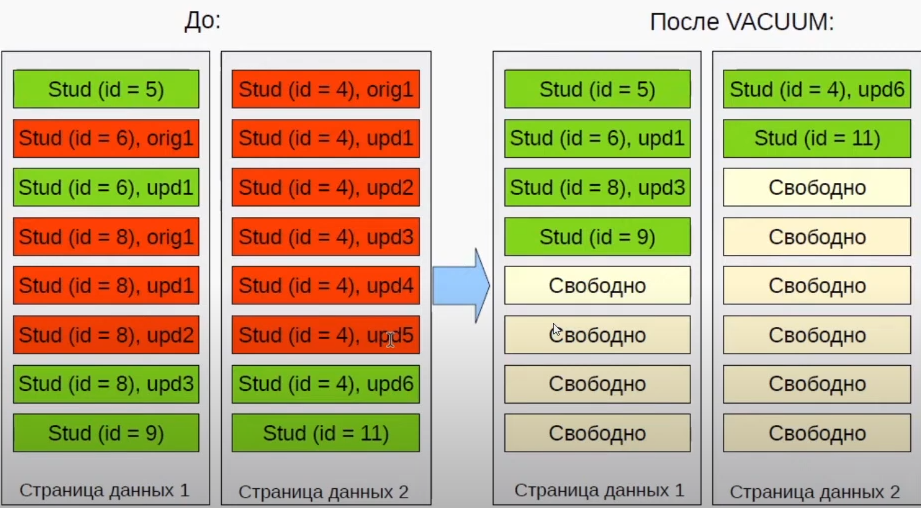 До:
Stud (id = 5)
Stud (id = 6), orig1
Stud (id = 6), upd1
Stud (id = 8), orig1
Stud (id = 8), upd1
Stud (id = 8), upd2
Stud (id = 8), upd3
Stud (id = 9)
Страница данных 1
Stud (id = 4), orig1
Stud (id = 4), upd1
Stud (id = 4), upd2
Stud (id = 4), upd3
Stud (id = 4), upd4
Stud (id = 4), upd5
Stud (id = 4), upd6
Stud (id = 11)
Страница данных 2
После VACUUM:
Stud (id = 5)
Stud (id = 6), upd1
Stud (id = 8), upd3
Stud (id = 9)
Свободно
Свободно
Свободно
Свободно
Страница данных 1
Stud (id = 4), upd6
Stud (id = 11)
Свободно
Свободно
Свободно
Свободно
Свободно
Свободно
Страница данных 2